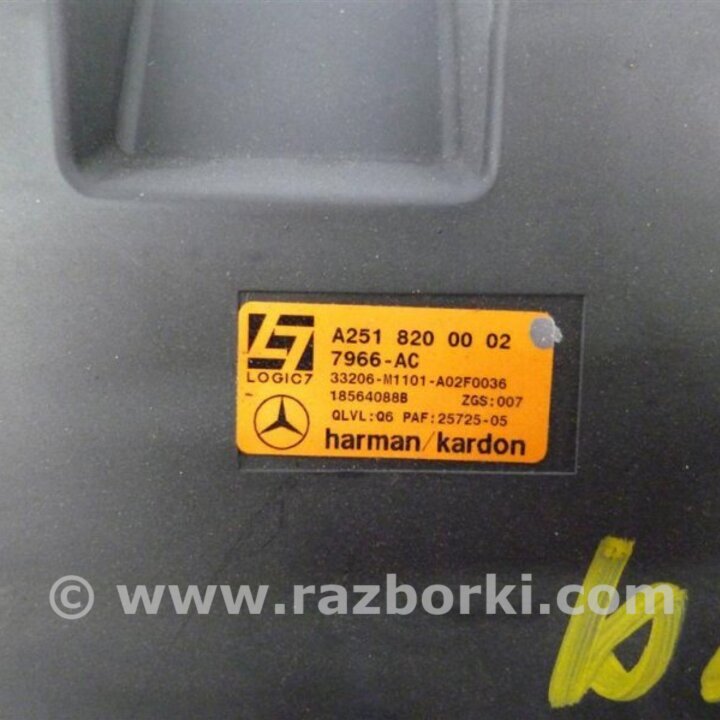 A251 820 00 02
7966-AC
LOGIC7
33206-M1101-A02F0036
18564088B ZGS:007
QLVL:Q6 PAF:25725-05
harman/kardon
© www.razborki.com